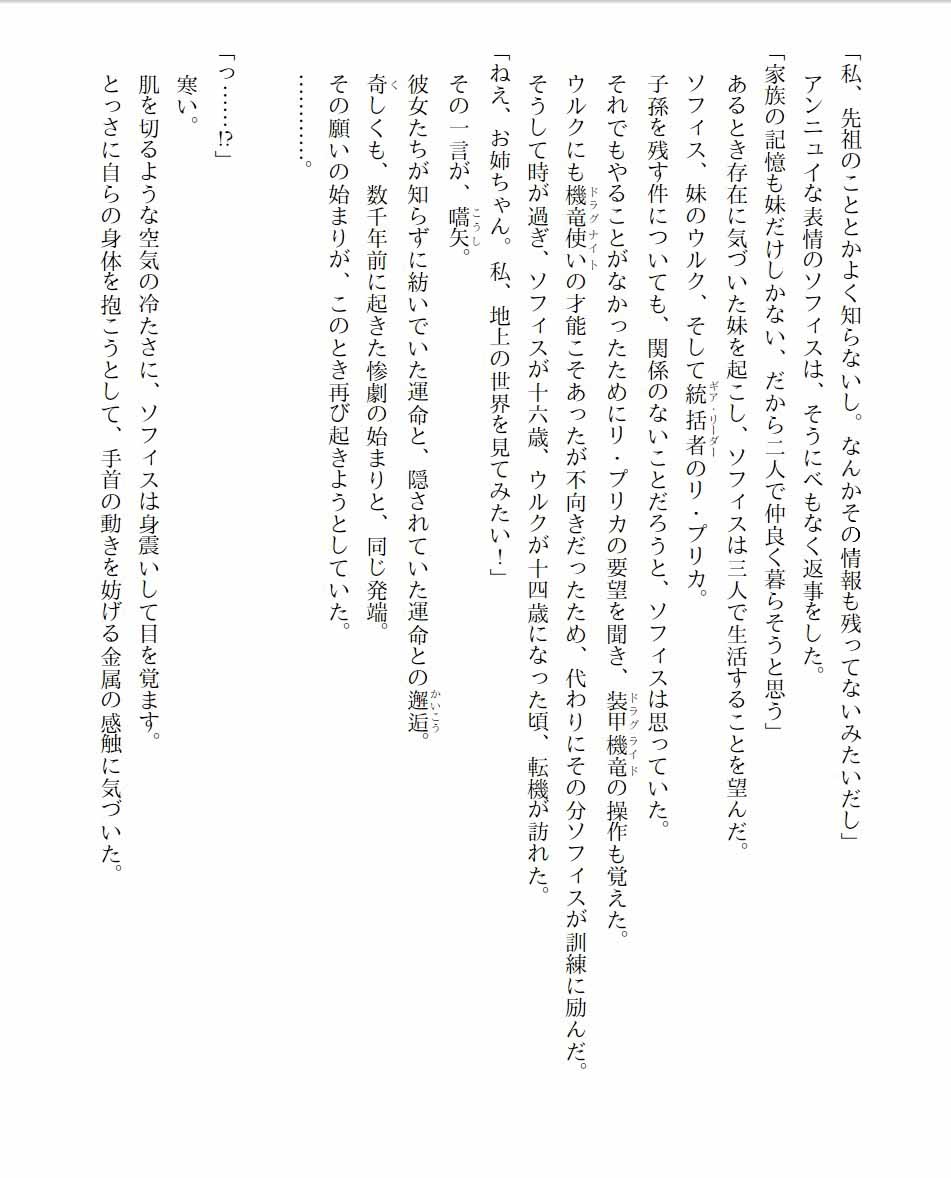 「私、先祖のこととかよく知らないし。なんかその情報も残ってないみたいだし」
アンニュイな表情のソフィスは、そうにべもなく返事をした。
「家族の記憶も妹だけしかない、だから二人で仲良く暮らそうと思う」
あるとき存在に気づいた妹を起こし、ソフィスは三人で生活することを望んだ。
ソフィス、妹のウルク、そして統括者のリ・プリカ。
ギア・リーダー
子孫を残す件についても、関係のないことだろうと、ソフィスは思っていた。
それでもやることがなかったためにリ・プリカの要望を聞き、装甲機竜の操作も覚えた。
ドラグライド
ウルクにも機竜使いの才能こそあったが不向きだったため、代わりにその分ソフィスが訓練に励んだ。
ドラグナイト
そうして時が過ぎ、ソフィスが十六歳、ウルクが十四歳になった頃、転機が訪れた。
「ねえ、お姉ちゃん。私、地上の世界を見てみたい！」
その一言が、嚆矢。
こうし
彼女たちが知らずに紡いでいた運命と、隠されていた運命との邂逅。
かいこう
奇しくも、数千年前に起きた惨劇の始まりと、同じ発端。
く
その願いの始まりが、このとき再び起きようとしていた。
…………。
「っ……!?」
寒い。
肌を切るような空気の冷たさに、ソフィスは身震いして目を覚ます。
とっさに自らの身体を抱こうとして、手首の動きを妨げる金属の感触に気づいた。